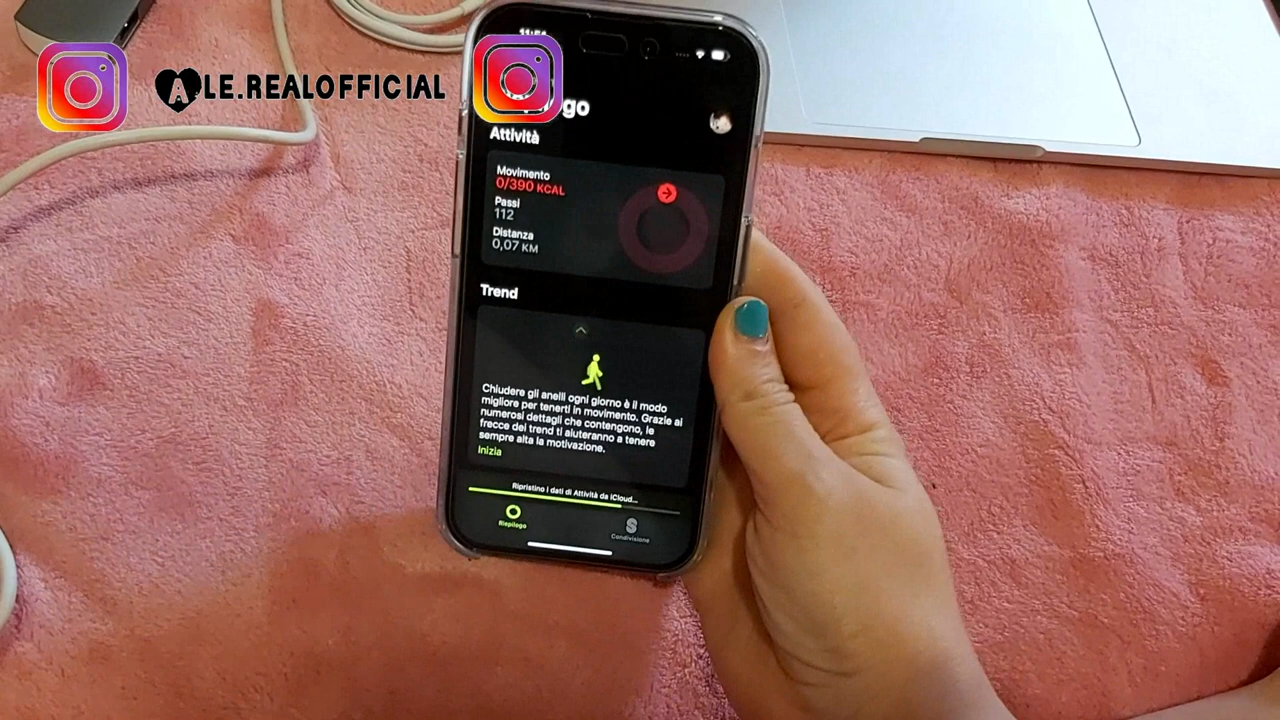 ALE.REALOFFICIAL
Attività
Movimento
0/390 KCAL
Passi
112
Distanza
0,07 KM
Trend
Chiudere gli anelli ogni giorno è il modo
migliore per tenerti in movimento. Grazie ai
numerosi dettagli che contengono, le
frecce dei trend ti aiuteranno a tenere
sempre alta la motivazione.
Inizia
Ripristino i dati di Attività da iCloud...
Riepilogo
Condivisione